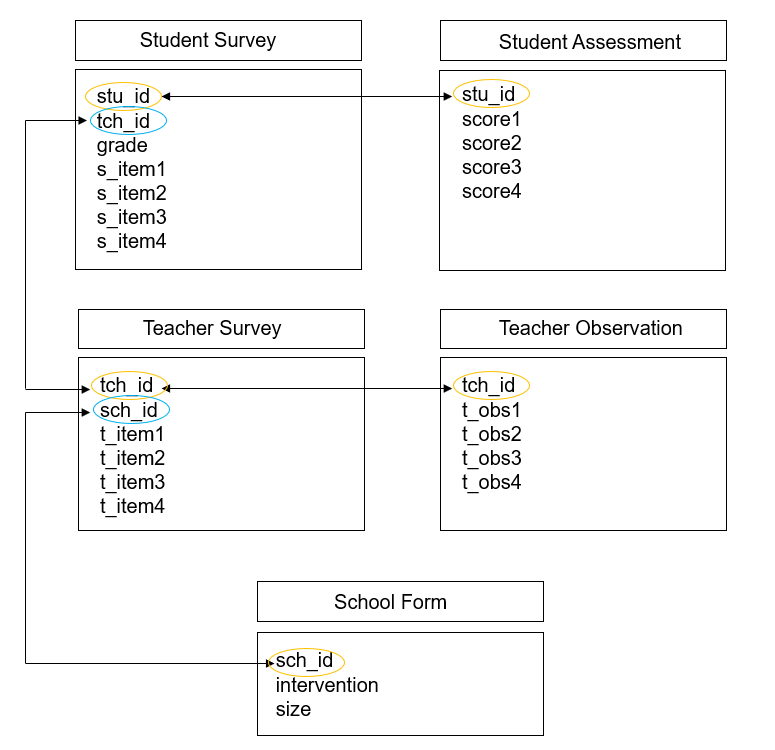 Student Survey
stu_id
tch_id
grade
s_item1
s_item2
s_item3
s_item4
Student Assessment
stu_id
score1
score2
score3
score4
Teacher Survey
tch_id
sch_id
t_item1
t_item2
t_item3
t_item4
Teacher Observation
tch_id
t_obs1
t_obs2
t_obs3
t_obs4
School Form
sch_id
intervention
size